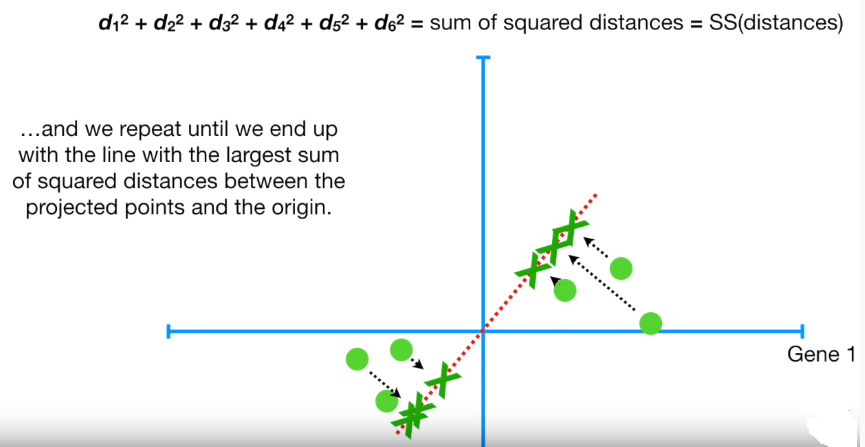 d₁² + d₂² + d₃² + d₄² + d₅² + d₆² = sum of squared distances = SS(distances)
...and we repeat until we end up
with the line with the largest sum
of squared distances between the
projected points and the origin.
Gene 1